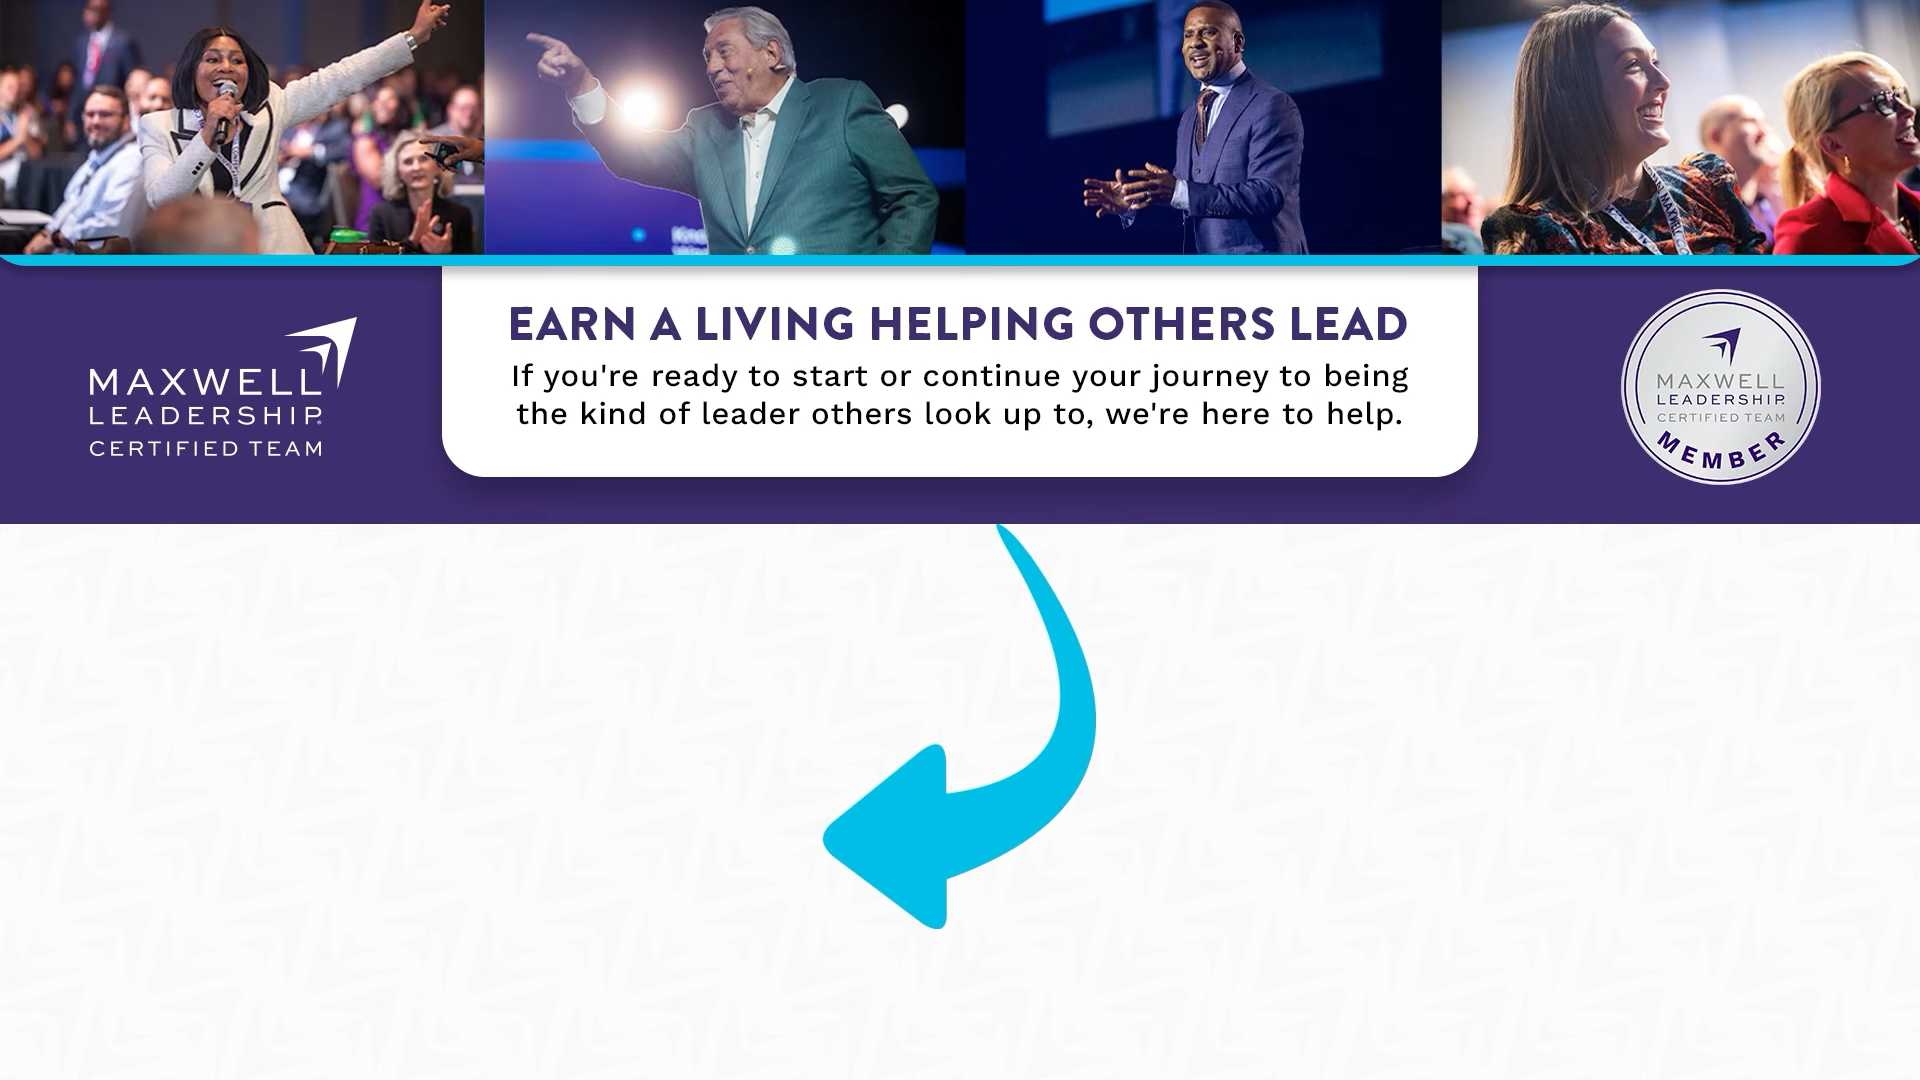 EARN A LIVING HELPING OTHERS LEAD
If you're ready to start or continue your journey to being
the kind of leader others look up to, we're here to help.
MAXWELL
LEADERSHIP®
CERTIFIED TEAM
MAXWELL
LEADERSHIP
CERTIFIED TEAM
MEMBER